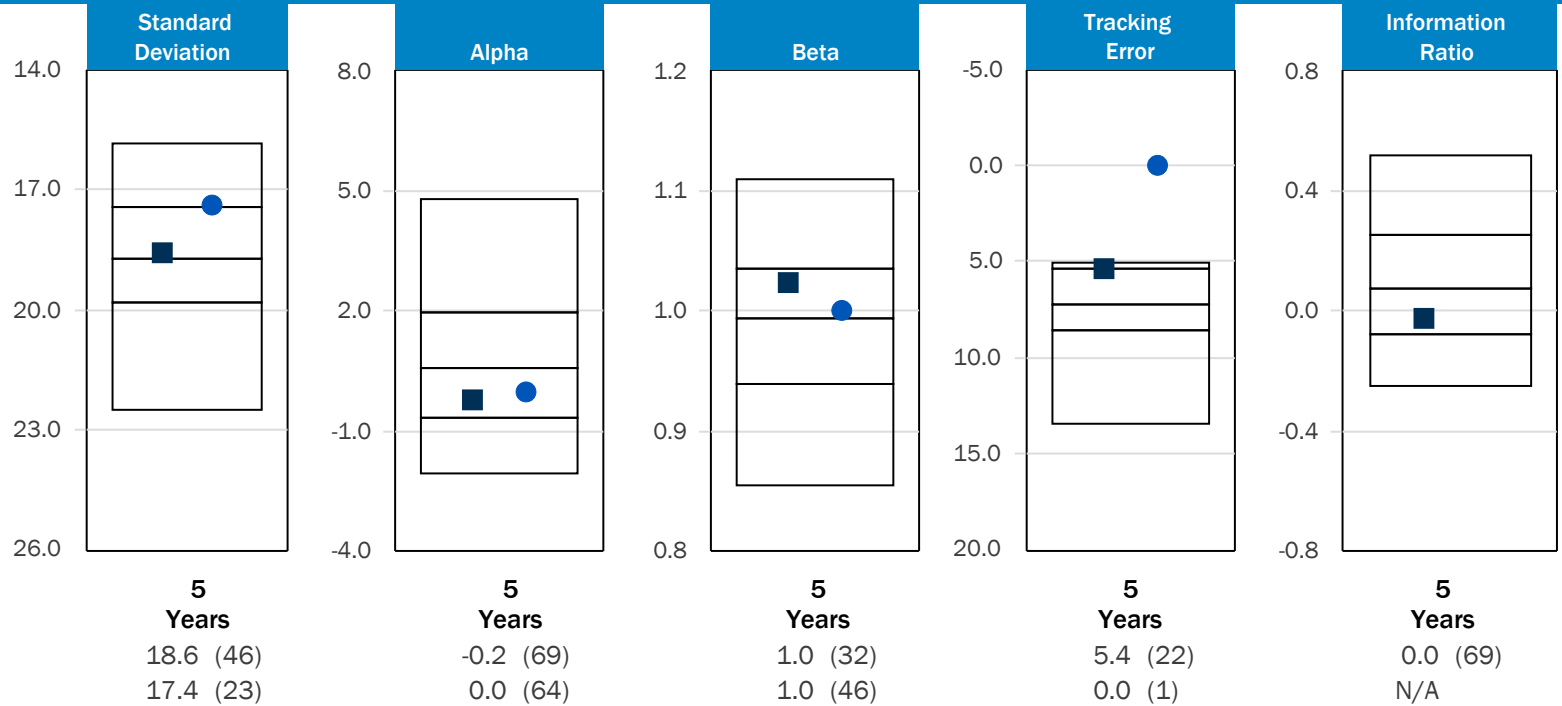 Standard
Deviation
14.0
17.0
20.0
23.0
26.0
5
Years
18.6 (46)
17.4 (23)
Alpha
8.0
5.0
2.0
-1.0
-4.0
5
Years
-0.2 (69)
0.0 (64)
Beta
1.2
1.1
1.0
0.9
0.8
5
Years
1.0 (32)
1.0 (46)
Tracking
Error
-5.0
0.0
5.0
10.0
15.0
20.0
5
Years
5.4 (22)
0.0 (1)
Information
Ratio
0.8
0.4
0.0
-0.4
-0.8
5
Years
0.0 (69)
N/A